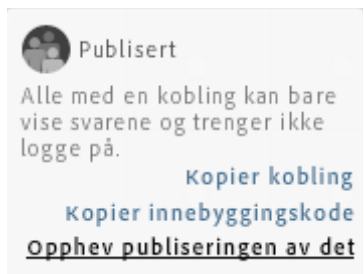 Publisert
Alle med en kobling kan bare
vise svarene og trenger ikke
logge på.
Kopier kobling
Kopier innebyggingskode
Opphev publiseringen av det